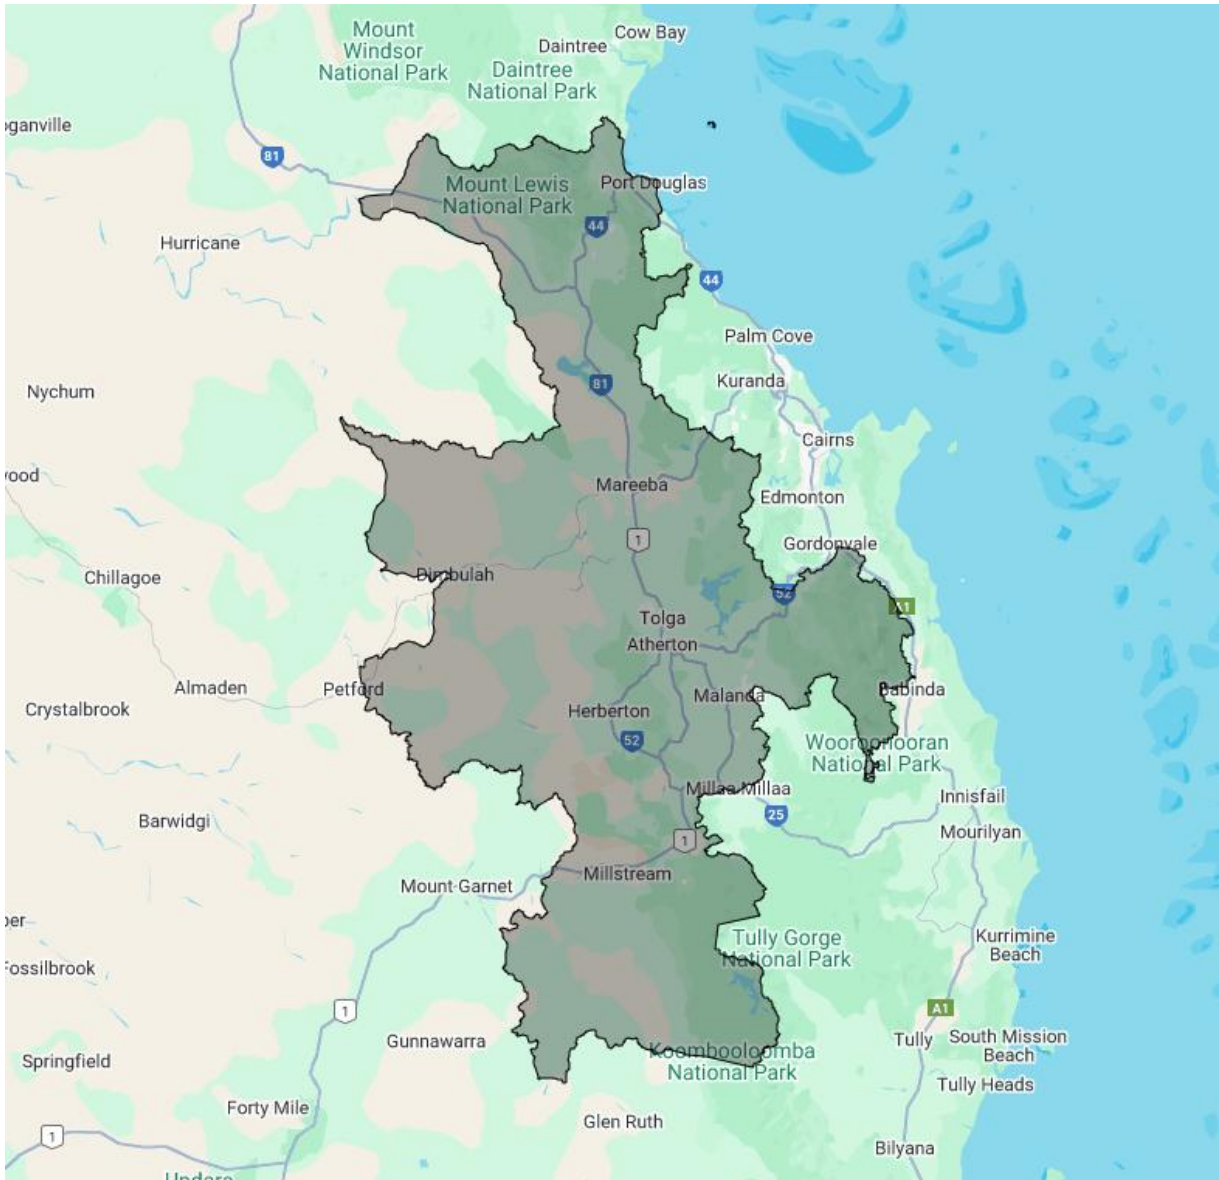 Cow Bay
Mount
Windsor
National Park
Daintree
Daintree
National Park
oganville
81
Mount Lewis
National Park
Port Douglas
44
Hurricane
44
Palm Cove
Nychum
81
Kuranda
Cairns
wood
Mareeba
Edmonton
1
Gordonvale
Chillagoe
Dimbulah
52
A1
Tolga
Atherton
Almaden
Petford
Malanda
Babinda
Crystalbrook
Herberton
52
Wooroonooran
National Park
Millaa Millaa
Innisfail
25
Barwidgi
Mourilyan
1
Millstream
Mount Garnet
per
Tully Gorge
National Park
Kurrimine
Beach
Fossilbrook
1
A1
Gunnawarra
Tully
South Mission
Beach
Koombooloomba
National Park
Springfield
Tully Heads
Forty Mile
Glen Ruth
1
Bilyana